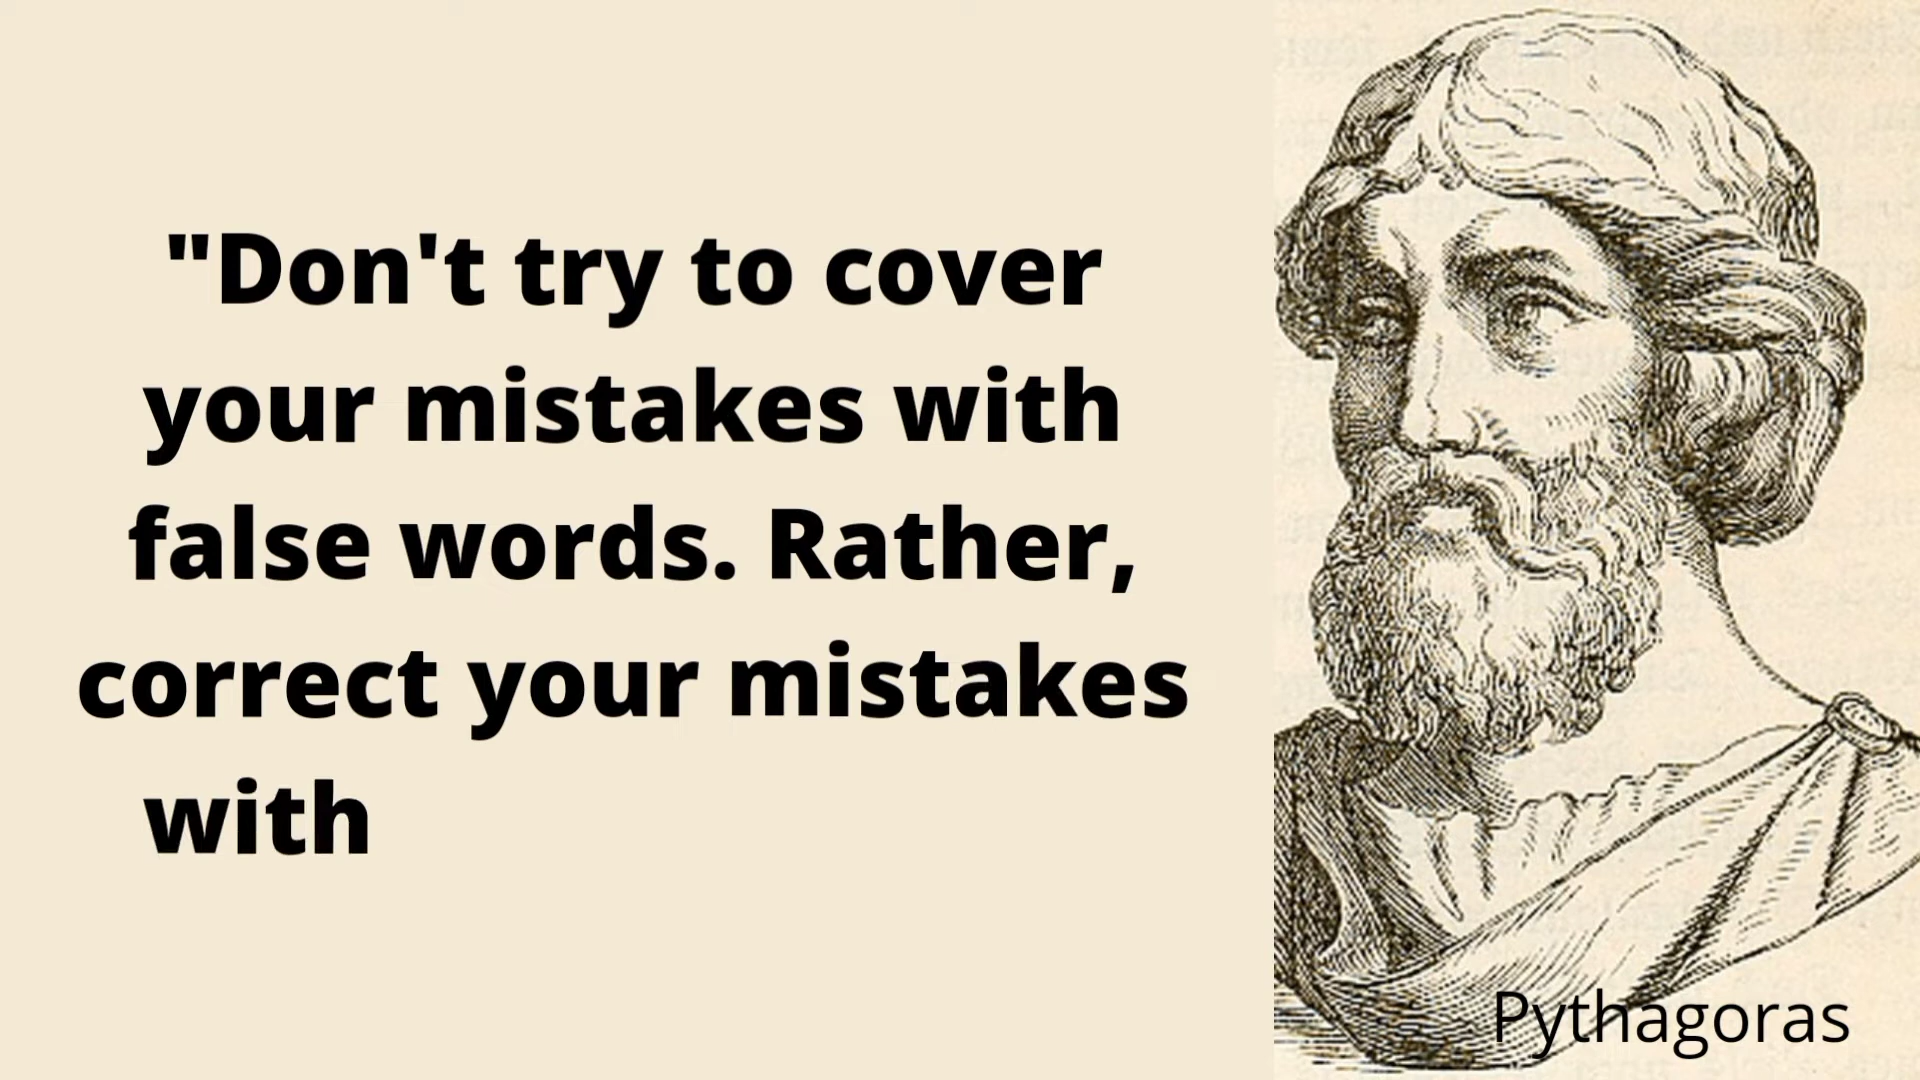 "Don't try to cover
your mistakes with
false words. Rather,
correct your mistakes
with
Pythagoras